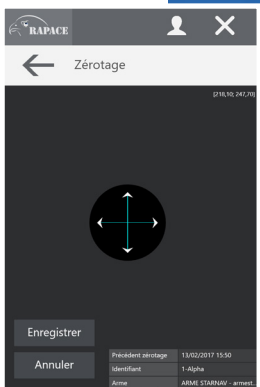 RAPACE
Zérotage
[218,10; 247,70]
Enregistrer
Annuler
Précédent zérotage 13/02/2017 15:50
Identifiant 1-Alpha
Arme ARME STARNAV - armest..